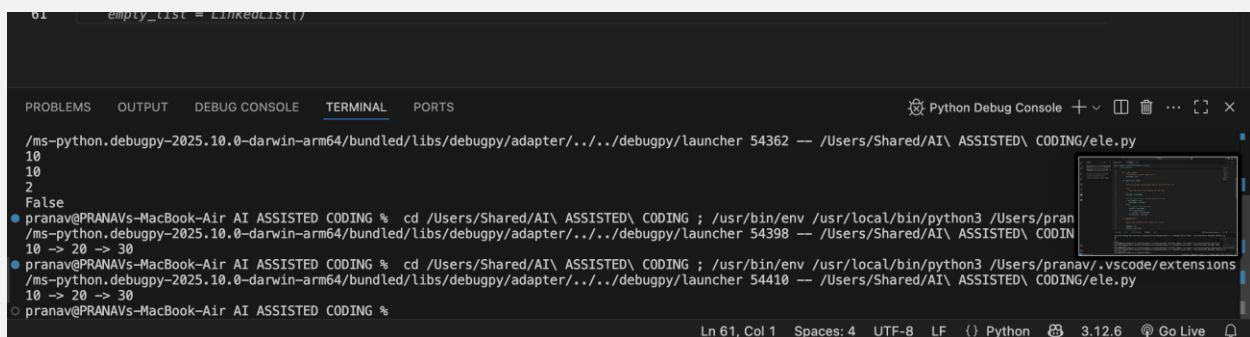 61 empty_list = LinkedList()
PROBLEMS OUTPUT DEBUG CONSOLE TERMINAL PORTS Python Debug Console
/ms-python.debugpy-2025.10.0-darwin-arm64/bundled/libs/debugpy/adapter/../../debugpy/launcher 54362 -- /Users/Shared/AI\ ASSISTED\ CODING/ele.py
10
10
2
False
pranav@PRANAVs-MacBook-Air AI ASSISTED CODING % cd /Users/Shared/AI\ ASSISTED\ CODING ; /usr/bin/env /usr/local/bin/python3 /Users/pran
/ms-python.debugpy-2025.10.0-darwin-arm64/bundled/libs/debugpy/adapter/../../debugpy/launcher 54398 -- /Users/Shared/AI\ ASSISTED\ CODIN
10 -> 20 -> 30
pranav@PRANAVs-MacBook-Air AI ASSISTED CODING % cd /Users/Shared/AI\ ASSISTED\ CODING ; /usr/bin/env /usr/local/bin/python3 /Users/pranav/.vscode/extensions
/ms-python.debugpy-2025.10.0-darwin-arm64/bundled/libs/debugpy/adapter/../../debugpy/launcher 54410 -- /Users/Shared/AI\ ASSISTED\ CODING/ele.py
10 -> 20 -> 30
pranav@PRANAVs-MacBook-Air AI ASSISTED CODING %
Ln 61, Col 1 Spaces: 4 UTF-8 LF {} Python 3.12.6 Go Live